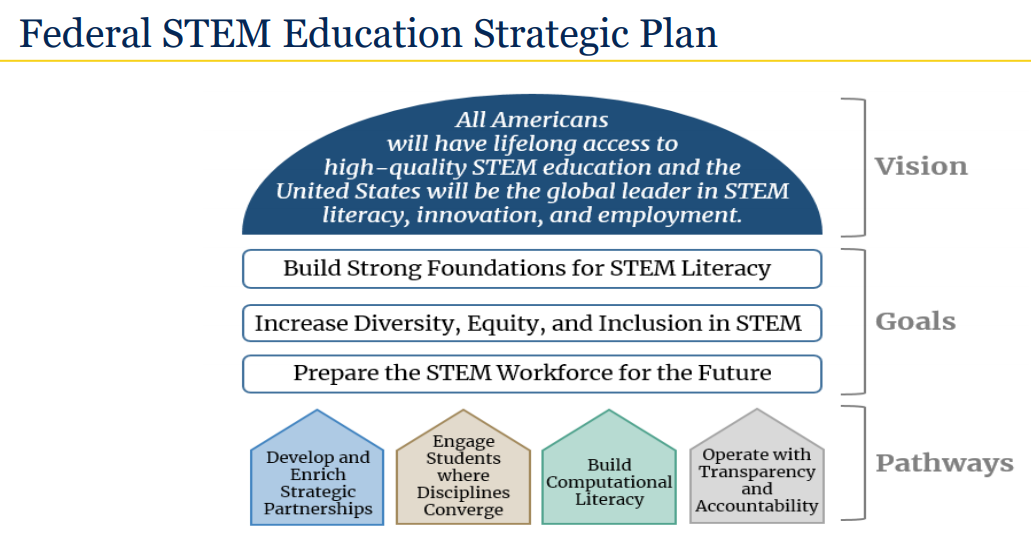 Federal STEM Education Strategic Plan
All Americans
will have lifelong access to
high-quality STEM education and the
United States will be the global leader in STEM
literacy, innovation, and employment.
Vision
Build Strong Foundations for STEM Literacy
Increase Diversity, Equity, and Inclusion in STEM
Prepare the STEM Workforce for the Future
Goals
Develop and
Enrich
Strategic
Partnerships
Engage
Students
where
Disciplines
Converge
Build
Computational
Literacy
Operate with
Transparency
and
Accountability
Pathways